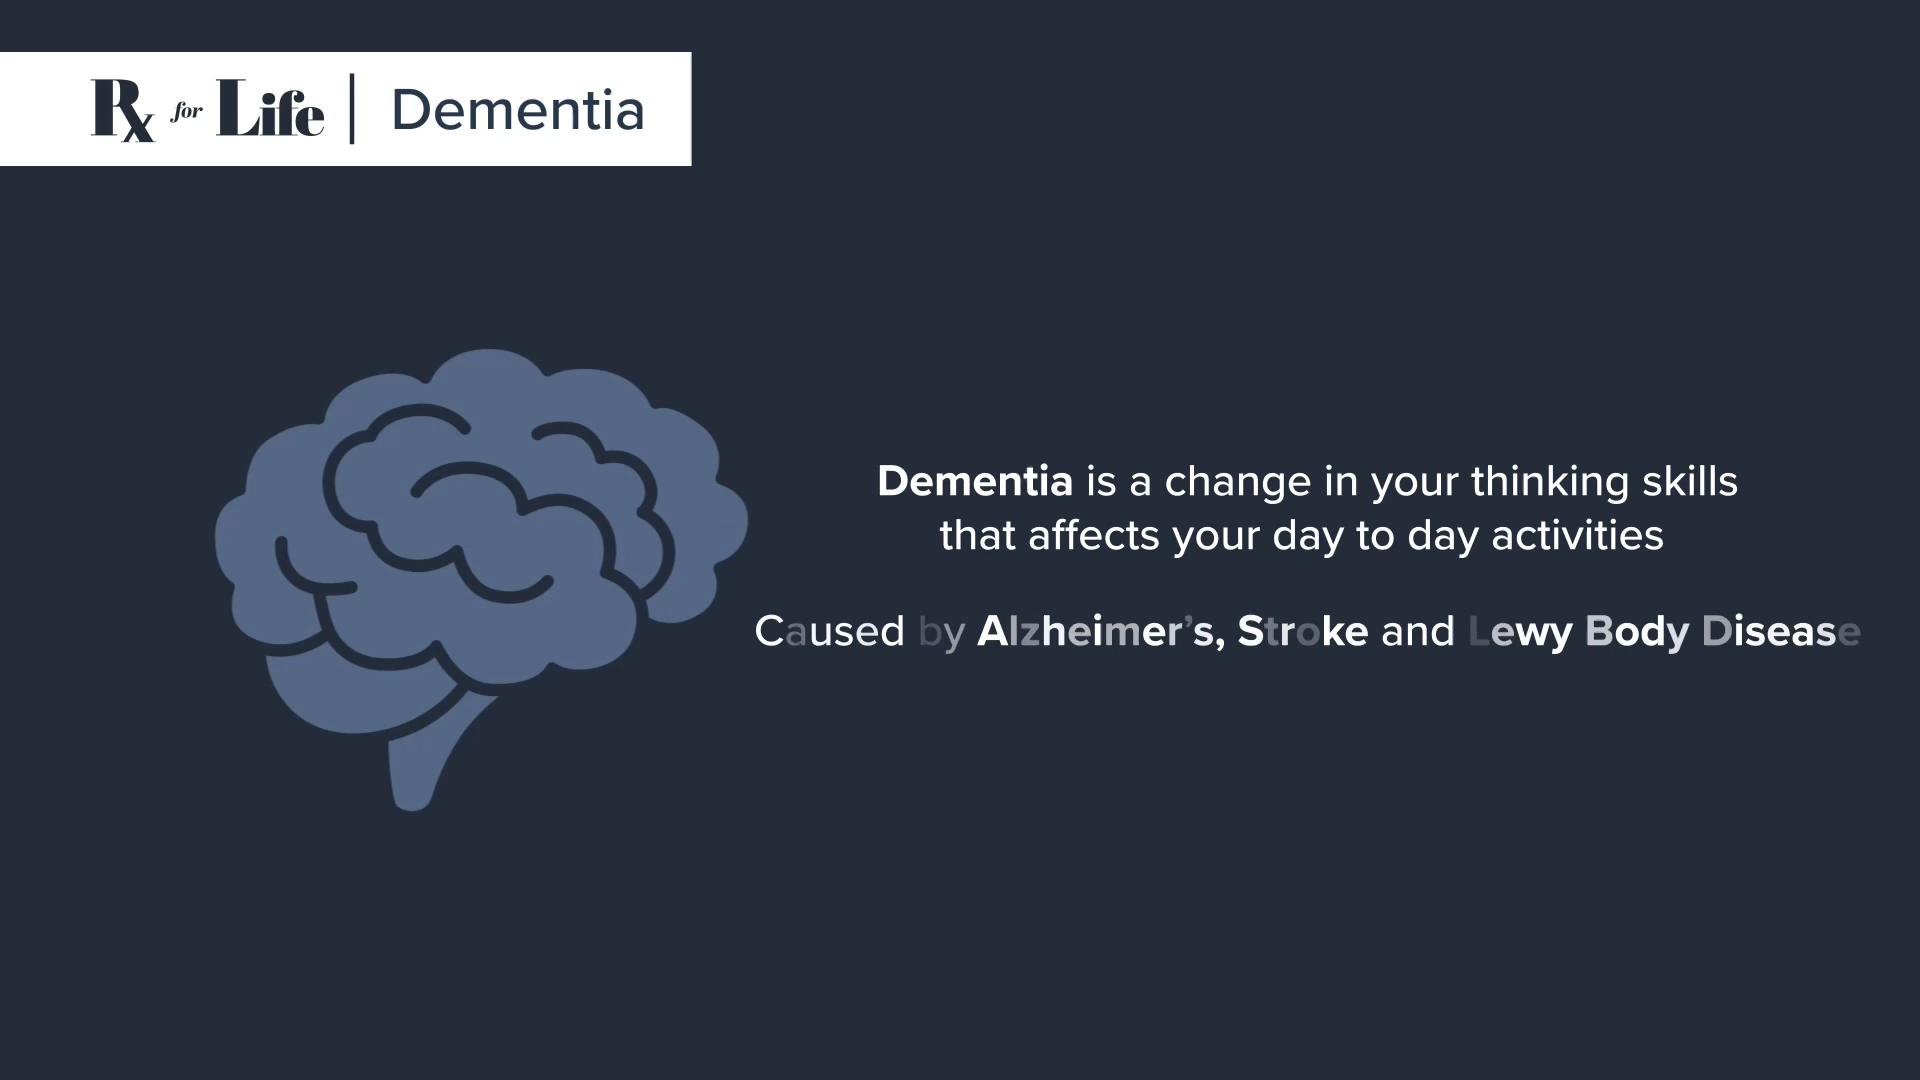 Rx for Life | Dementia
Dementia is a change in your thinking skills
that affects your day to day activities
Caused by Alzheimer's, Stroke and Lewy Body Disease